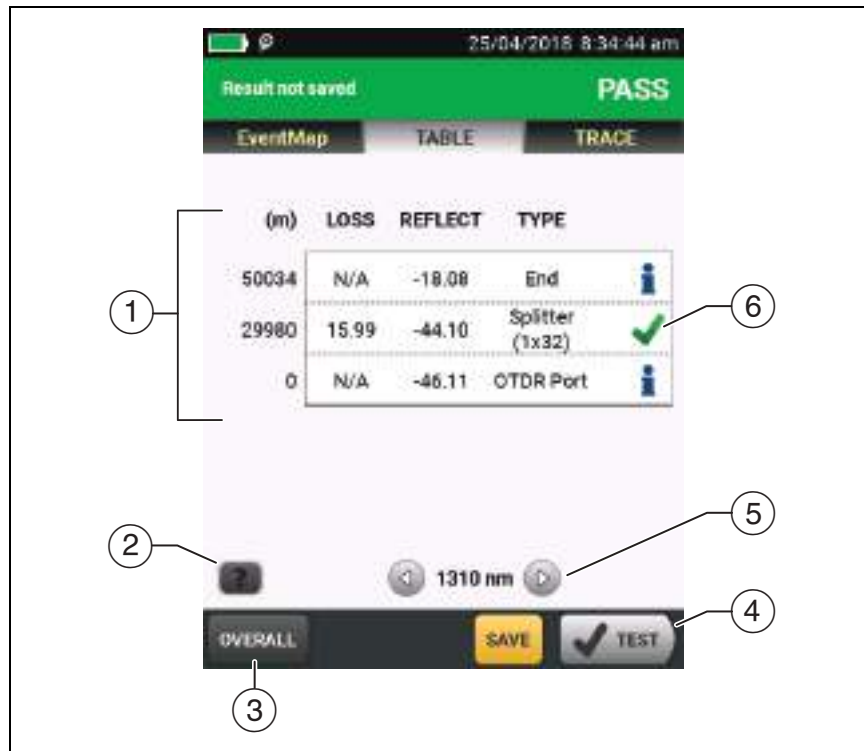 25/04/2018 8:34:44 am
Result not saved PASS
EventMap TABLE TRACE
(m) LOSS REFLECT TYPE
50034 N/A -18.08 End
29980 15.99 -44.10 Splitter
(1x32)
0 N/A -46.11 OTDR Port
1
6
5
2
?
1310 nm
4
OVERALL SAVE TEST
3